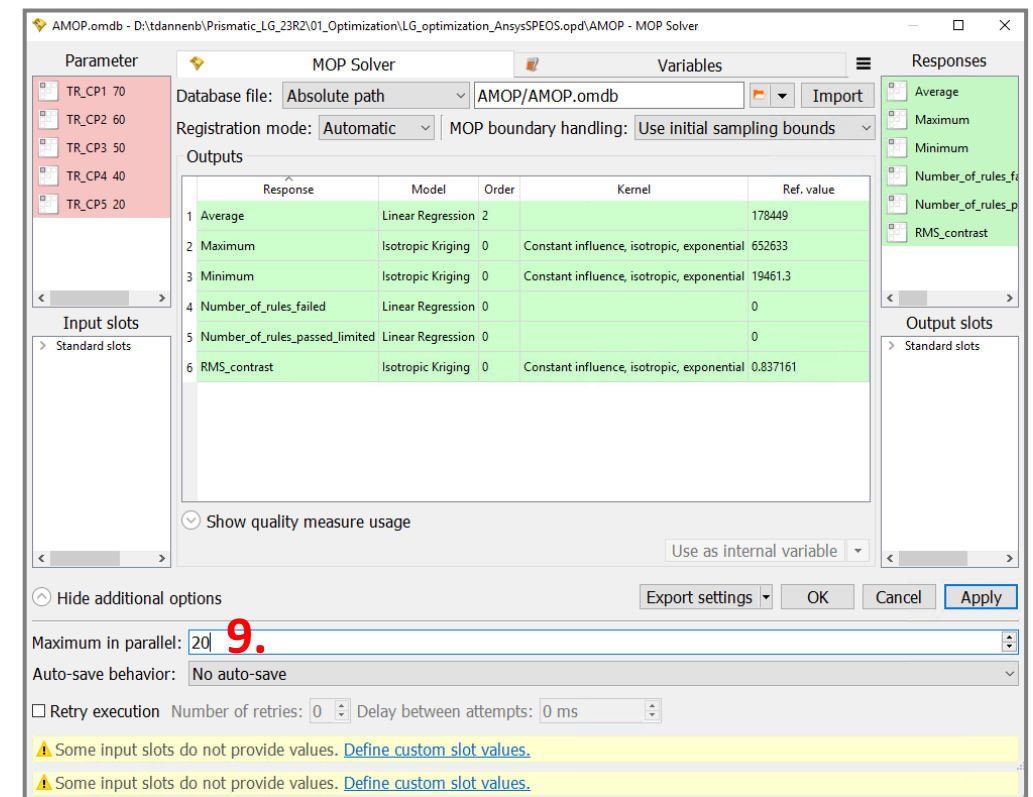 AMOP.omdb - D:\tdannenb\Prismatic_LG_23R2\01_Optimization\LG_optimization_AnsysSPEOS.opd\AMOP - MOP Solver
Parameter
TR_CP1 70
TR_CP2 60
TR_CP3 50
TR_CP4 40
TR_CP5 20
Input slots
Standard slots
MOP Solver Variables
Database file: Absolute path AMOP/AMOP.omdb Import
Registration mode: Automatic MOP boundary handling: Use initial sampling bounds
Outputs
Response Model Order Kernel Ref. value
1 Average Linear Regression 2 178449
2 Maximum Isotropic Kriging 0 Constant influence, isotropic, exponential 652633
3 Minimum Isotropic Kriging 0 Constant influence, isotropic, exponential 19461.3
4 Number_of_rules_failed Linear Regression 0 0
5 Number_of_rules_passed_limited Linear Regression 0 0
6 RMS_contrast Isotropic Kriging 0 Constant influence, isotropic, exponential 0.837161
Show quality measure usage
Use as internal variable
Responses
Average
Maximum
Minimum
Number_of_rules_fa
Number_of_rules_p
RMS_contrast
Output slots
Standard slots
Hide additional options Export settings OK Cancel Apply
Maximum in parallel: 20 9.
Auto-save behavior: No auto-save
Retry execution Number of retries: 0 Delay between attempts: 0 ms
Some input slots do not provide values. Define custom slot values.
Some input slots do not provide values. Define custom slot values.